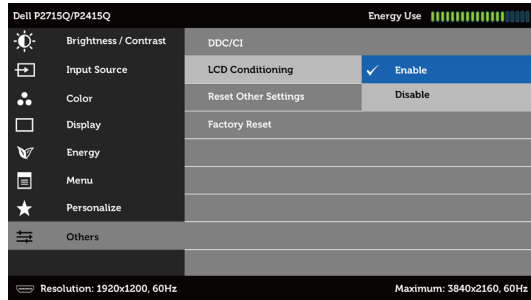 Dell P2715Q/P2415Q Energy Use
Brightness / Contrast DDC/CI
Input Source LCD Conditioning Enable
Color Reset Other Settings Disable
Display Factory Reset
Energy
Menu
Personalize
Others
Resolution: 1920x1200, 60Hz Maximum: 3840x2160, 60Hz